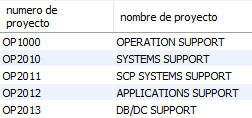 numero de proyecto nombre de proyecto
OP1000 OPERATION SUPPORT
OP2010 SYSTEMS SUPPORT
OP2011 SCP SYSTEMS SUPPORT
OP2012 APPLICATIONS SUPPORT
OP2013 DB/DC SUPPORT